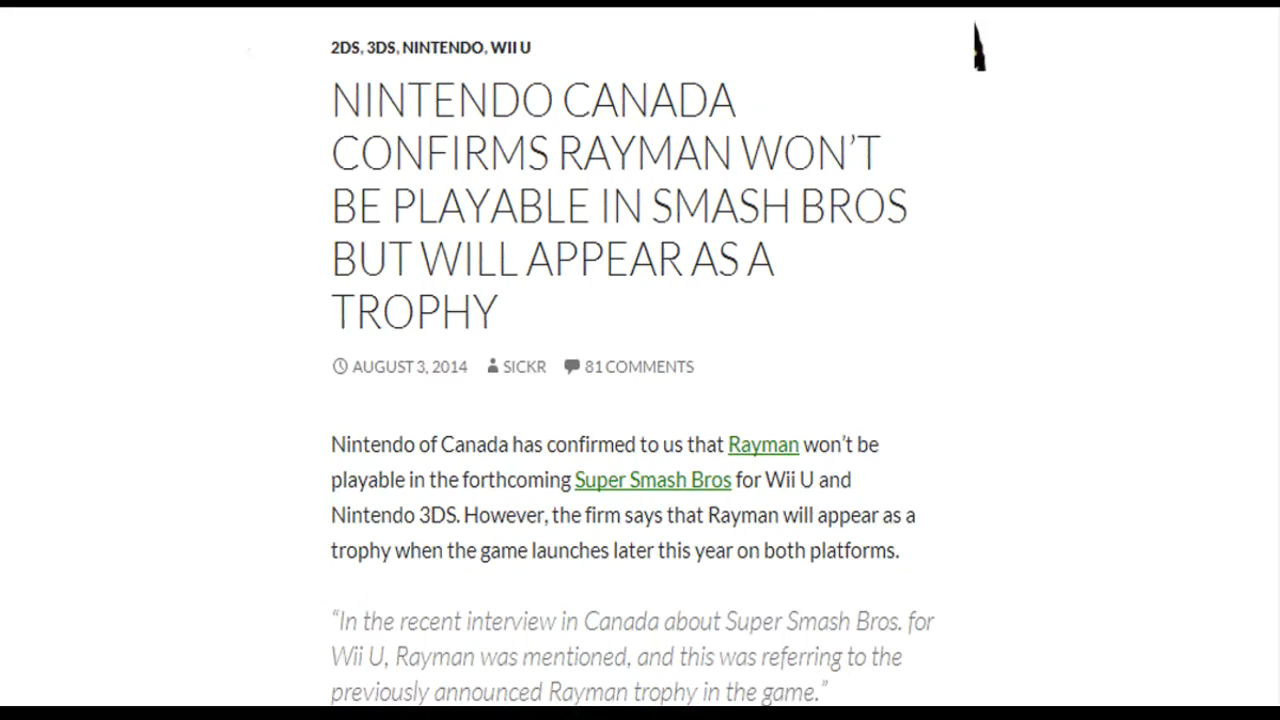 2DS, 3DS, NINTENDO, WII U
NINTENDO CANADA
CONFIRMS RAYMAN WON'T
BE PLAYABLE IN SMASH BROS
BUT WILL APPEAR AS A
TROPHY
AUGUST 3, 2014 SICKR 81 COMMENTS
Nintendo of Canada has confirmed to us that Rayman won't be
playable in the forthcoming Super Smash Bros for Wii U and
Nintendo 3DS. However, the firm says that Rayman will appear as a
trophy when the game launches later this year on both platforms.
“In the recent interview in Canada about Super Smash Bros. for
Wii U, Rayman was mentioned, and this was referring to the
previously announced Rayman trophy in the game.”